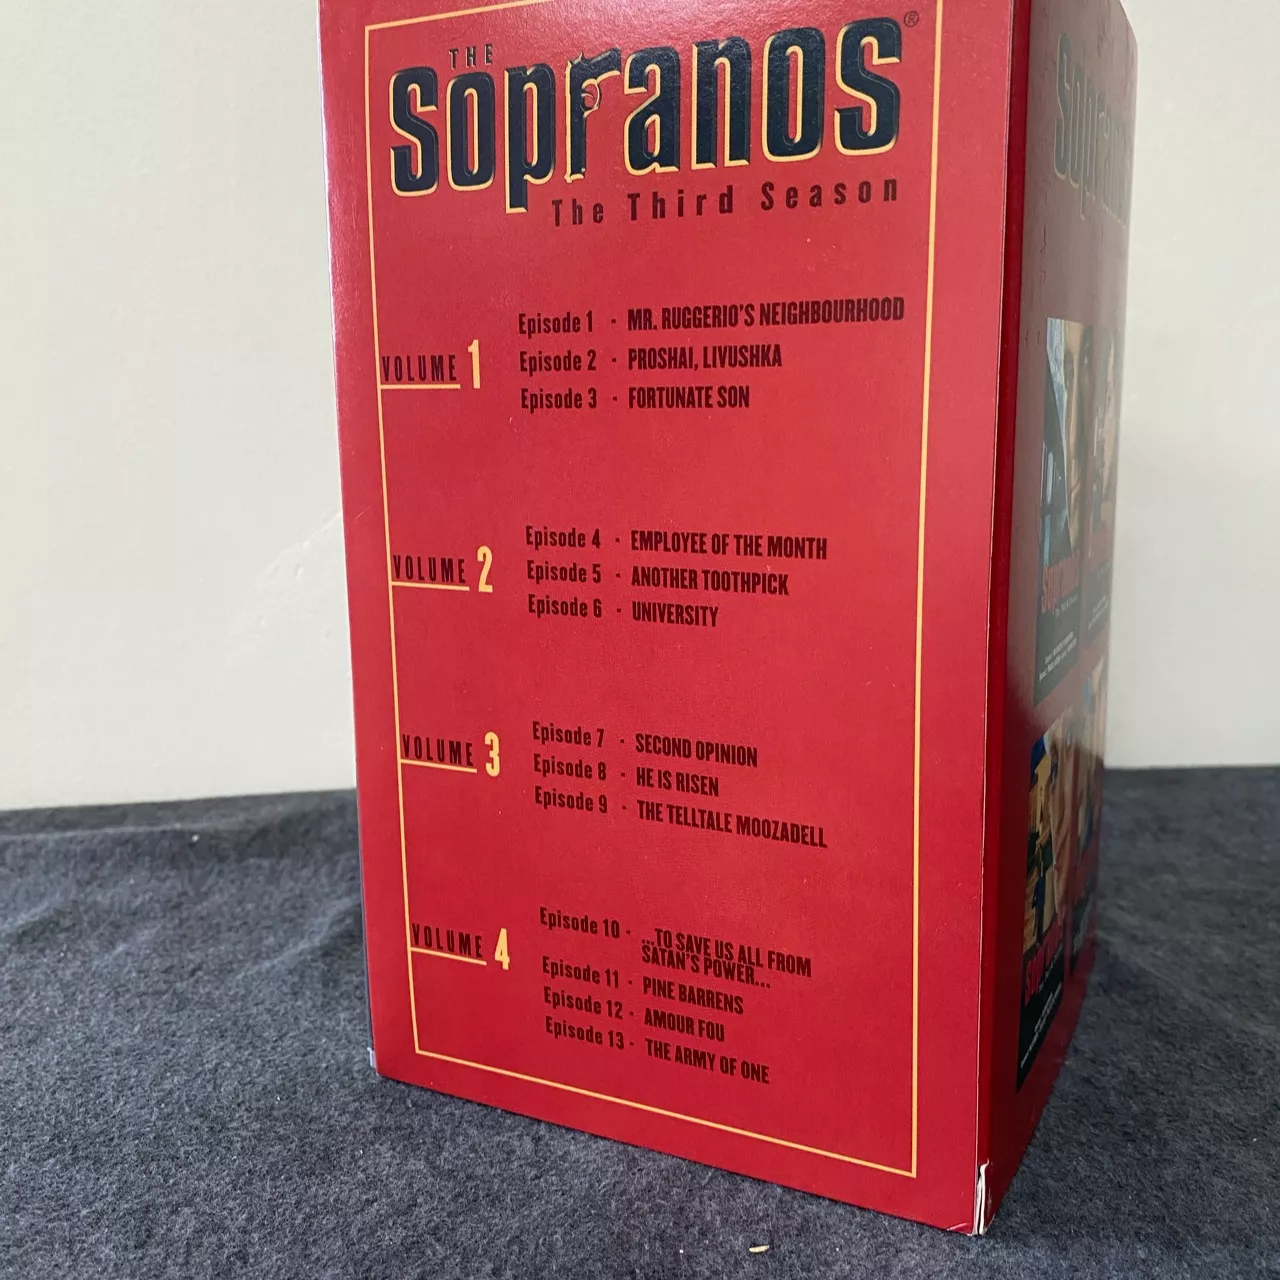 THE
Sopranos®
The Third Season
VOLUME 1
Episode 1 · MR. RUGGERIO'S NEIGHBOURHOOD
Episode 2 · PROSHAI, LIVUSHKA
Episode 3 · FORTUNATE SON
VOLUME 2
Episode 4 · EMPLOYEE OF THE MONTH
Episode 5 · ANOTHER TOOTHPICK
Episode 6 · UNIVERSITY
VOLUME 3
Episode 7 · SECOND OPINION
Episode 8 · HE IS RISEN
Episode 9 · THE TELLTALE MOOZADELL
VOLUME 4
Episode 10 · ...TO SAVE US ALL FROM
SATAN'S POWER...
Episode 11 · PINE BARRENS
Episode 12 · AMOUR FOU
Episode 13 · THE ARMY OF ONE
Sopranos
Sopranos